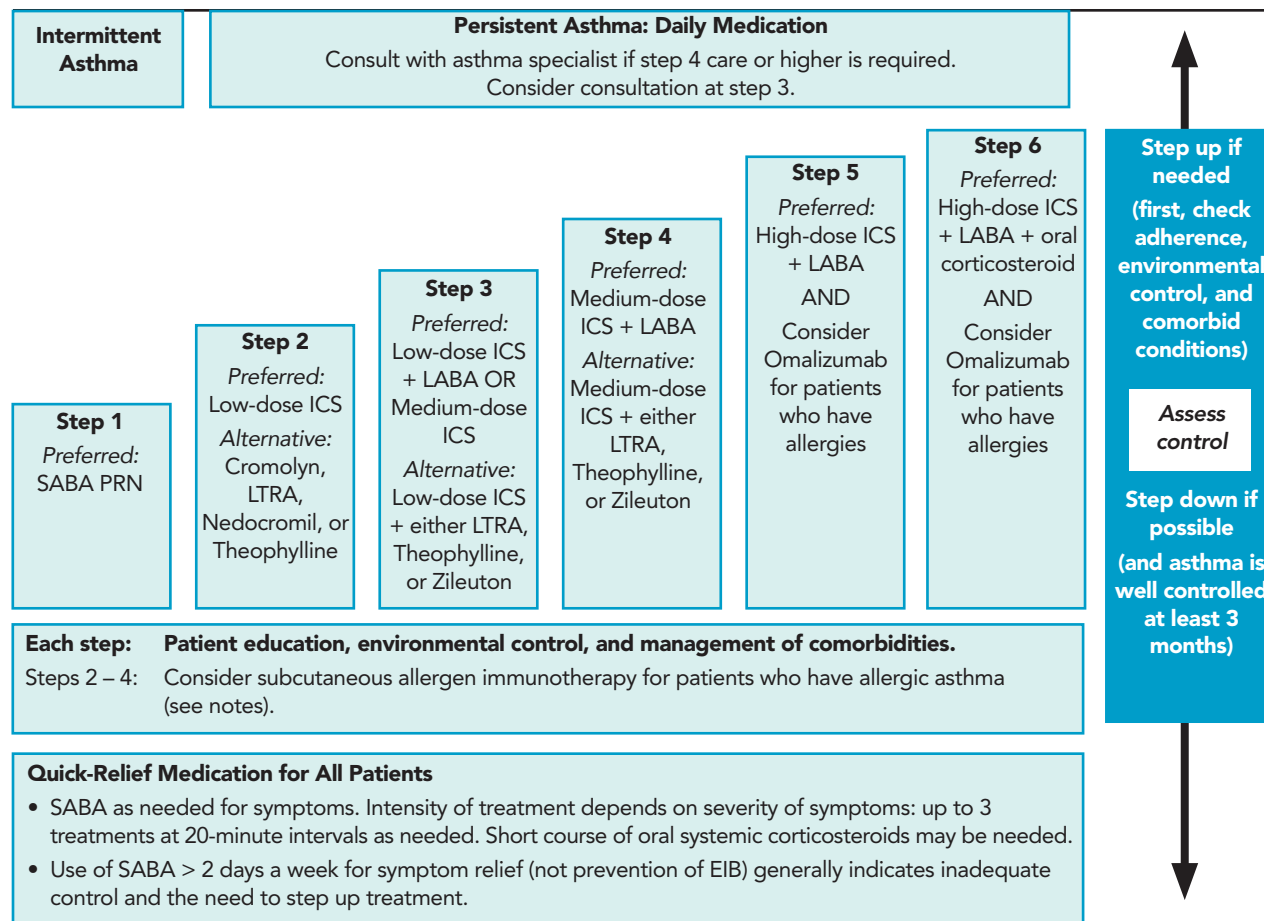 Intermittent
Asthma
Persistent Asthma: Daily Medication
Consult with asthma specialist if step 4 care or higher is required.
Consider consultation at step 3.
Step 1
Preferred:
SABA PRN
Step 2
Preferred:
Low-dose ICS
Alternative:
Cromolyn,
LTRA,
Nedocromil, or
Theophylline
Step 3
Preferred:
Low-dose ICS
+ LABA OR
Medium-dose
ICS
Alternative:
Low-dose ICS
+ either LTRA,
Theophylline,
or Zileuton
Step 4
Preferred:
Medium-dose
ICS + LABA
Alternative:
Medium-dose
ICS + either
LTRA,
Theophylline,
or Zileuton
Step 5
Preferred:
High-dose ICS
+ LABA
AND
Consider
Omalizumab
for patients
who have
allergies
Step 6
Preferred:
High-dose ICS
+ LABA + oral
corticosteroid
AND
Consider
Omalizumab
for patients
who have
allergies
Step up if
needed
(first, check
adherence,
environmental
control, and
comorbid
conditions)
Assess
control
Step down if
possible
(and asthma is
well controlled
at least 3
months)
Each step: Patient education, environmental control, and management of comorbidities.
Steps 2 – 4: Consider subcutaneous allergen immunotherapy for patients who have allergic asthma
(see notes).
Quick-Relief Medication for All Patients
• SABA as needed for symptoms. Intensity of treatment depends on severity of symptoms: up to 3
treatments at 20-minute intervals as needed. Short course of oral systemic corticosteroids may be needed.
• Use of SABA > 2 days a week for symptom relief (not prevention of EIB) generally indicates inadequate
control and the need to step up treatment.